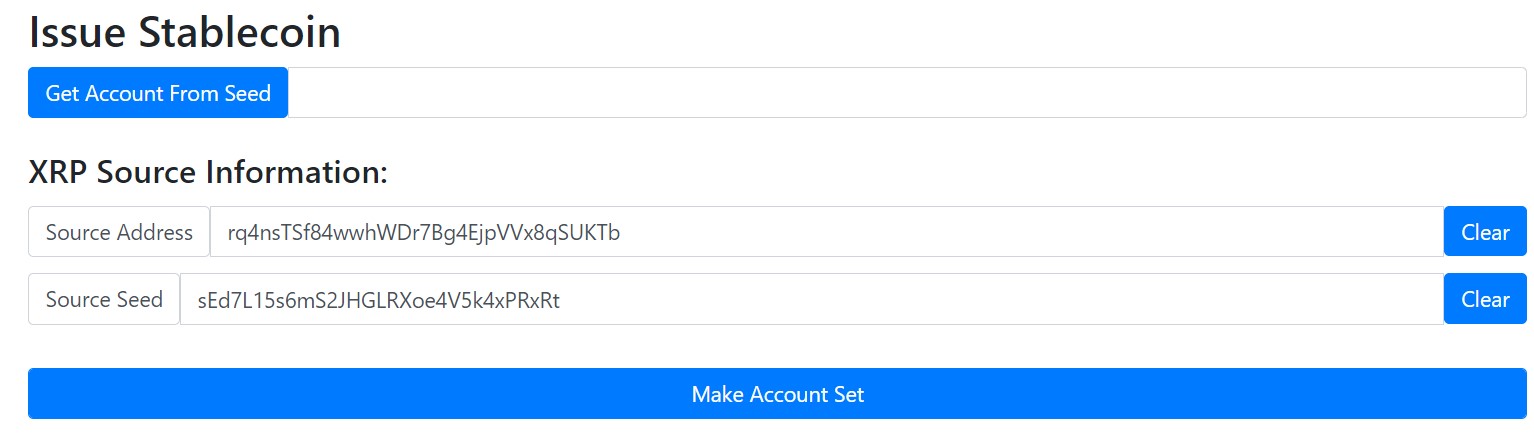 Issue Stablecoin
Get Account From Seed
XRP Source Information:
Source Address rq4nsTSf84wwhWDr7Bg4EjpVVx8qSUKTb Clear
Source Seed sEd7L15s6mS2JHGLRXoe4V5k4xPRxRt Clear
Make Account Set